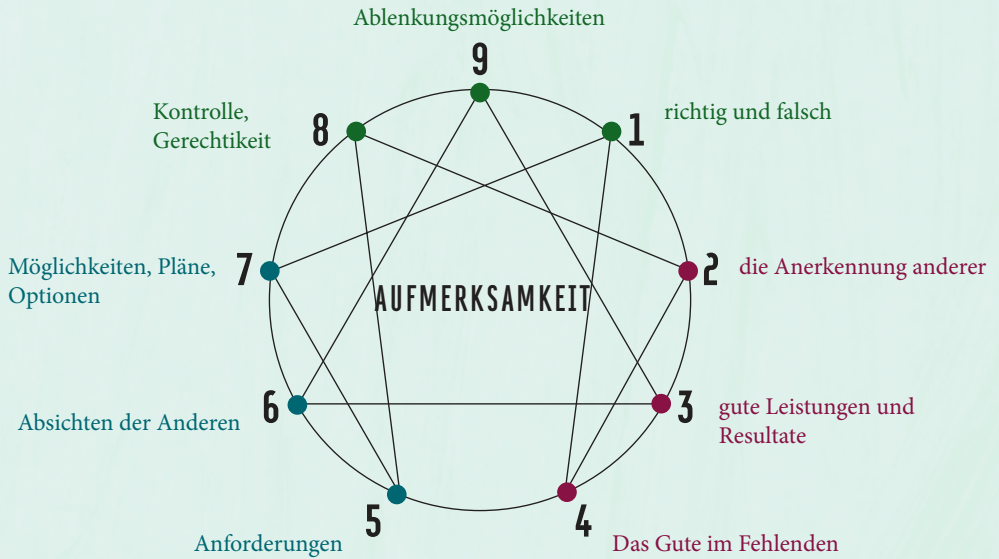 Ablenkungsmöglichkeiten
9
Kontrolle,
Gerechtikeit
8
1
richtig und falsch
Möglichkeiten, Pläne,
Optionen
7
2
die Anerkennung anderer
AUFMERKSAMKEIT
Absichten der Anderen
6
3
gute Leistungen und
Resultate
5
Anforderungen
4
Das Gute im Fehlenden